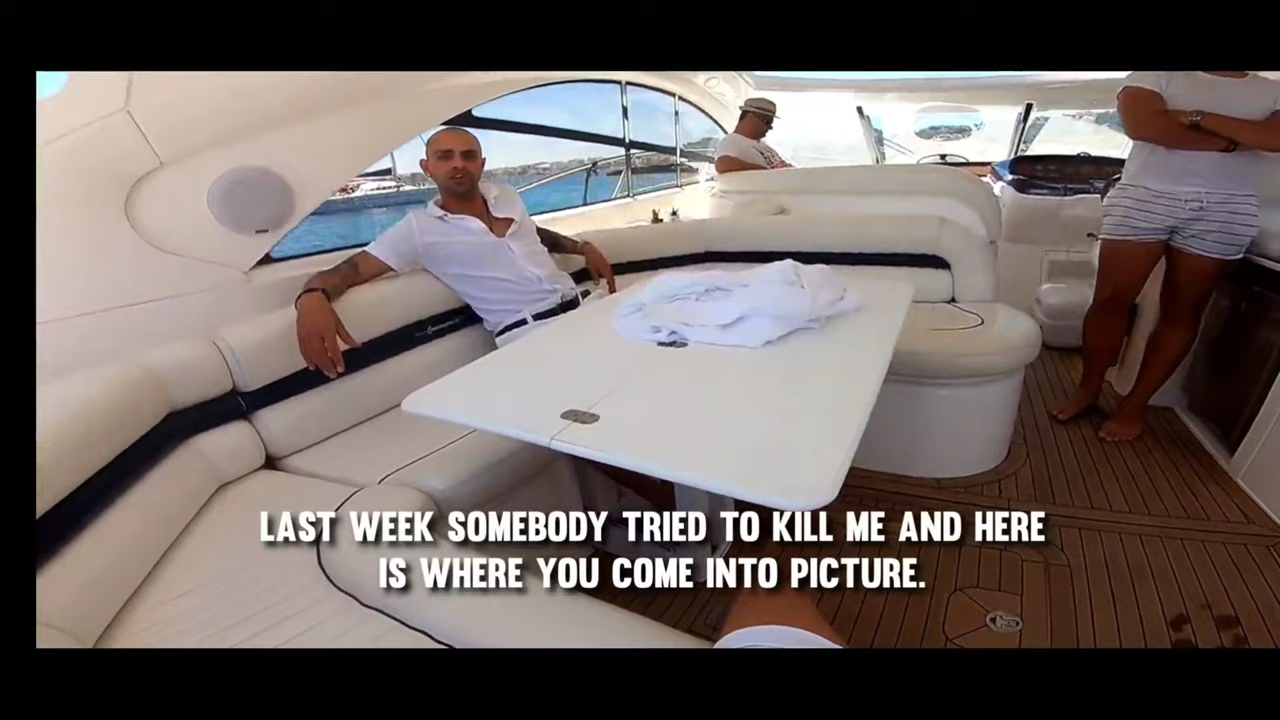 LAST WEEK SOMEBODY TRIED TO KILL ME AND HERE
IS WHERE YOU COME INTO PICTURE.